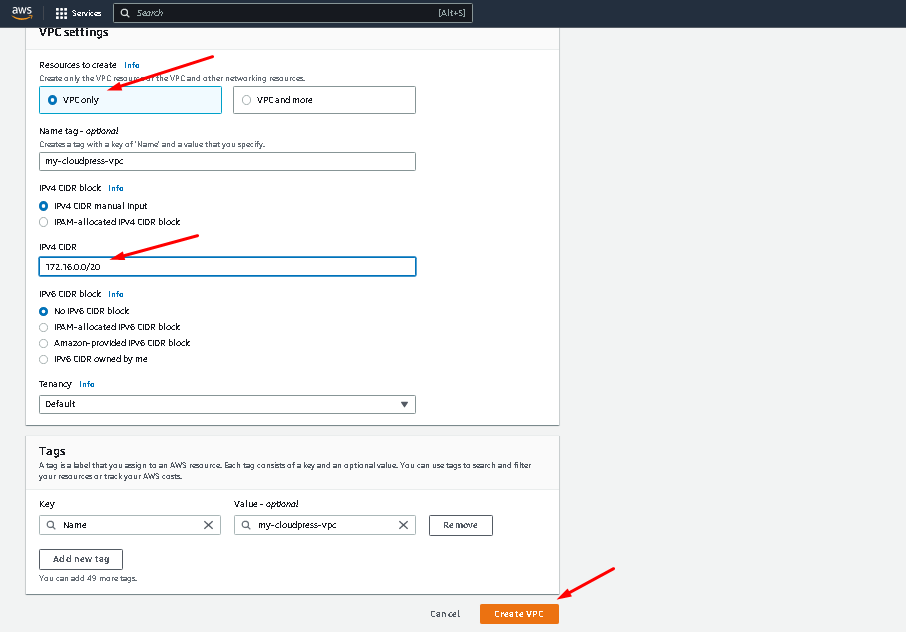 aws Services Search [Alt+S]
VPC settings
Resources to create Info
Create only the VPC resource or the VPC and other networking resources.
VPC only VPC and more
Name tag - optional
Creates a tag with a key of 'Name' and a value that you specify.
my-cloudpress-vpc
IPv4 CIDR block Info
IPv4 CIDR manual input
IPAM-allocated IPv4 CIDR block
IPv4 CIDR
172.16.0.0/20
IPv6 CIDR block Info
No IPv6 CIDR block
IPAM-allocated IPv6 CIDR block
Amazon-provided IPv6 CIDR block
IPv6 CIDR owned by me
Tenancy Info
Default
Tags
A tag is a label that you assign to an AWS resource. Each tag consists of a key and an optional value. You can use tags to search and filter
your resources or track your AWS costs.
Key Value - optional
Name my-cloudpress-vpc Remove
Add new tag
You can add 49 more tags.
Cancel Create VPC